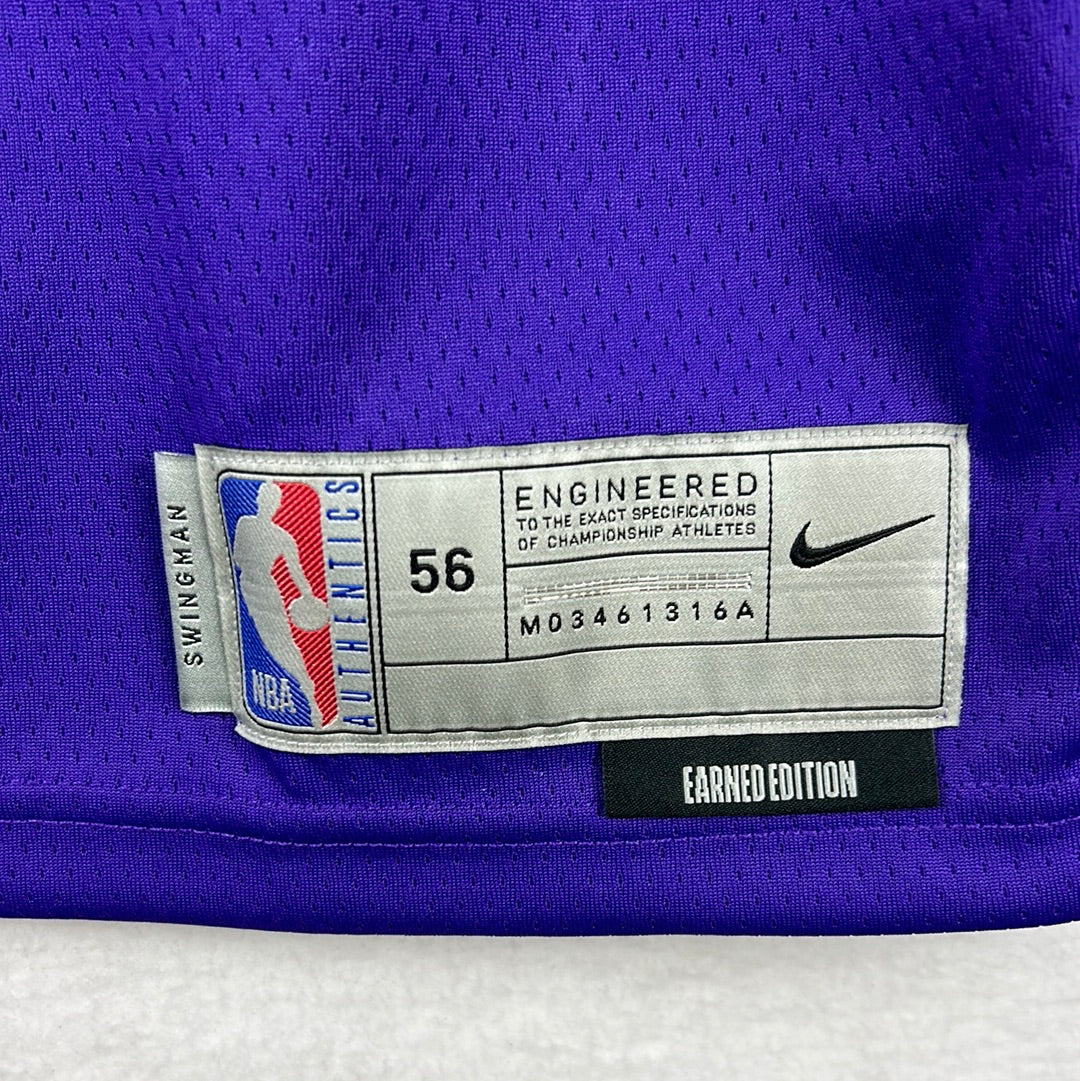 SWINGMAN
NBA
AUTHENTICS
56
ENGINEERED
TO THE EXACT SPECIFICATIONS
OF CHAMPIONSHIP ATHLETES
M03461316A
EARNED EDITION